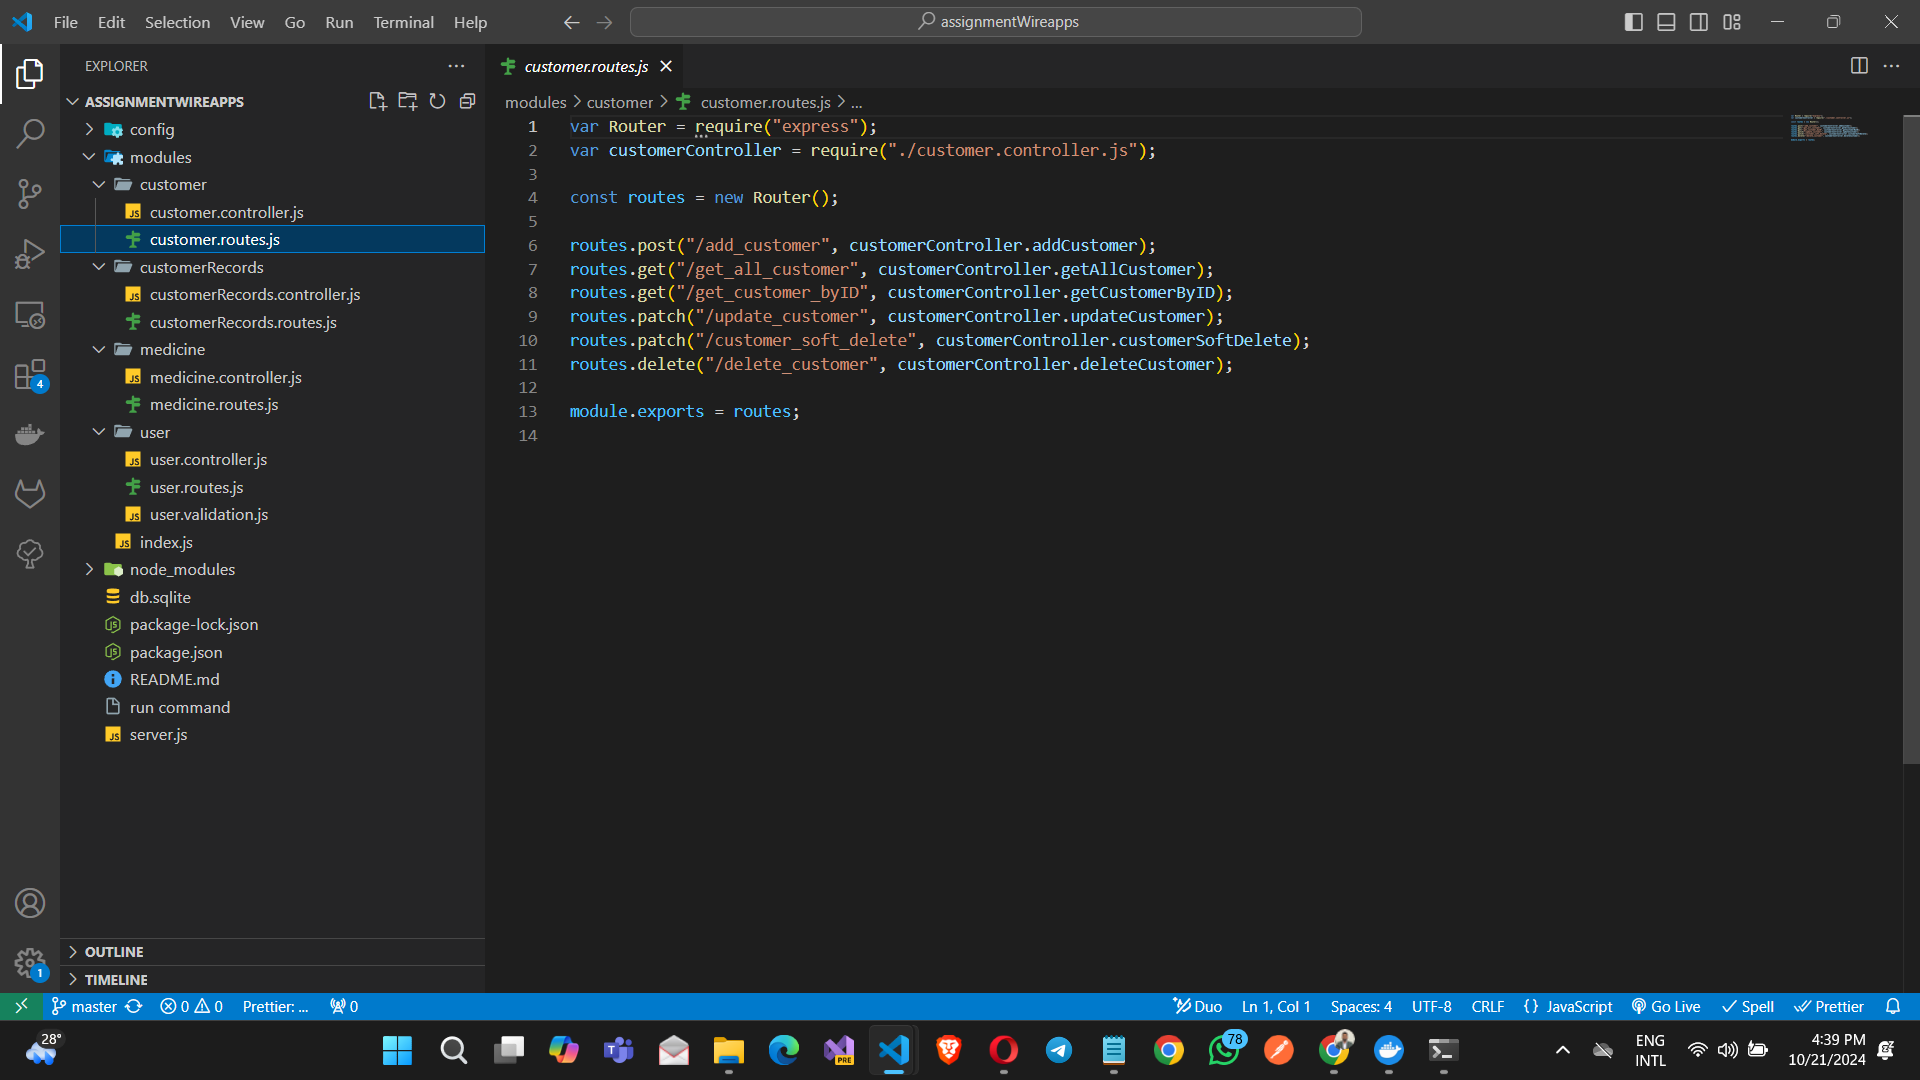 File Edit Selection View Go Run Terminal Help
assignmentWireapps
EXPLORER
ASSIGNMENTWIREAPPS
config
modules
customer
customer.controller.js
customer.routes.js
customerRecords
customerRecords.controller.js
customerRecords.routes.js
medicine
medicine.controller.js
medicine.routes.js
user
user.controller.js
user.routes.js
user.validation.js
index.js
node_modules
db.sqlite
package-lock.json
package.json
README.md
run command
server.js
OUTLINE
TIMELINE
4
1
customer.routes.js
modules > customer > customer.routes.js > ...
1 var Router = require("express");
2 var customerController = require("./customer.controller.js");
3
4 const routes = new Router();
5
6 routes.post("/add_customer", customerController.addCustomer);
7 routes.get("/get_all_customer", customerController.getAllCustomer);
8 routes.get("/get_customer_byID", customerController.getCustomerByID);
9 routes.patch("/update_customer", customerController.updateCustomer);
10 routes.patch("/customer_soft_delete", customerController.customerSoftDelete);
11 routes.delete("/delete_customer", customerController.deleteCustomer);
12
13 module.exports = routes;
14
master 0 0 Prettier: ... 0 Duo Ln 1, Col 1 Spaces: 4 UTF-8 CRLF {} JavaScript Go Live Spell Prettier
28°
PRE
78
ENG
INTL
4:39 PM
10/21/2024